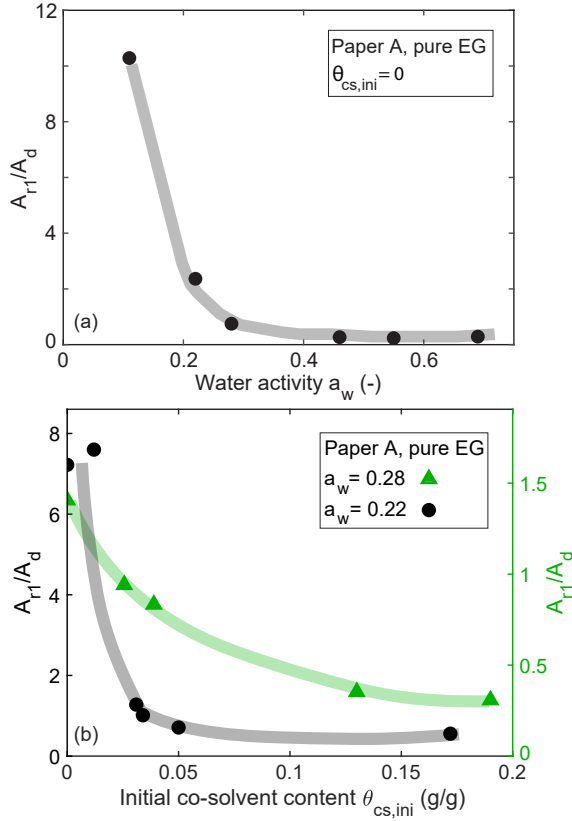 12
8
4
0
A_r1/A_d
Paper A, pure EG
θ_cs,ini = 0
(a)
0
0.2
0.4
0.6
Water activity a_w (-)
8
6
4
2
0
A_r1/A_d
Paper A, pure EG
a_w = 0.28
a_w = 0.22
1.5
1
0.5
0
A_r1/A_d
(b)
0
0.05
0.1
0.15
0.2
Initial co-solvent content θ_cs,ini (g/g)